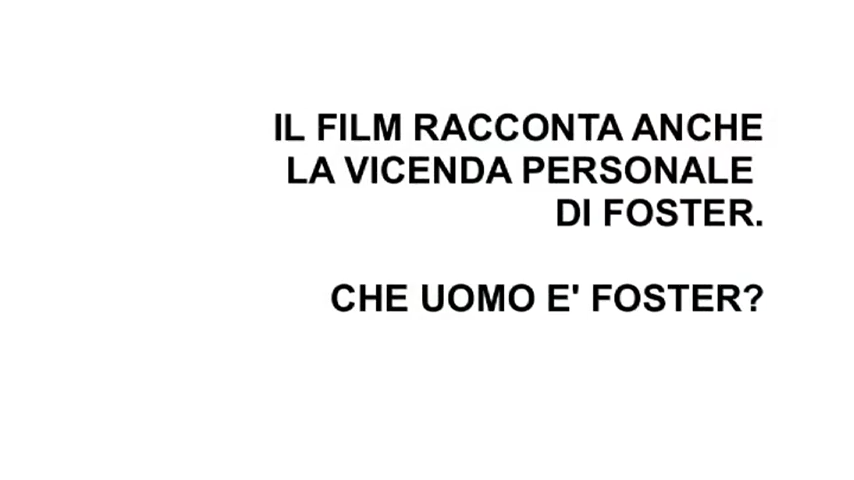 IL FILM RACCONTA ANCHE
LA VICENDA PERSONALE
DI FOSTER.
CHE UOMO E' FOSTER?